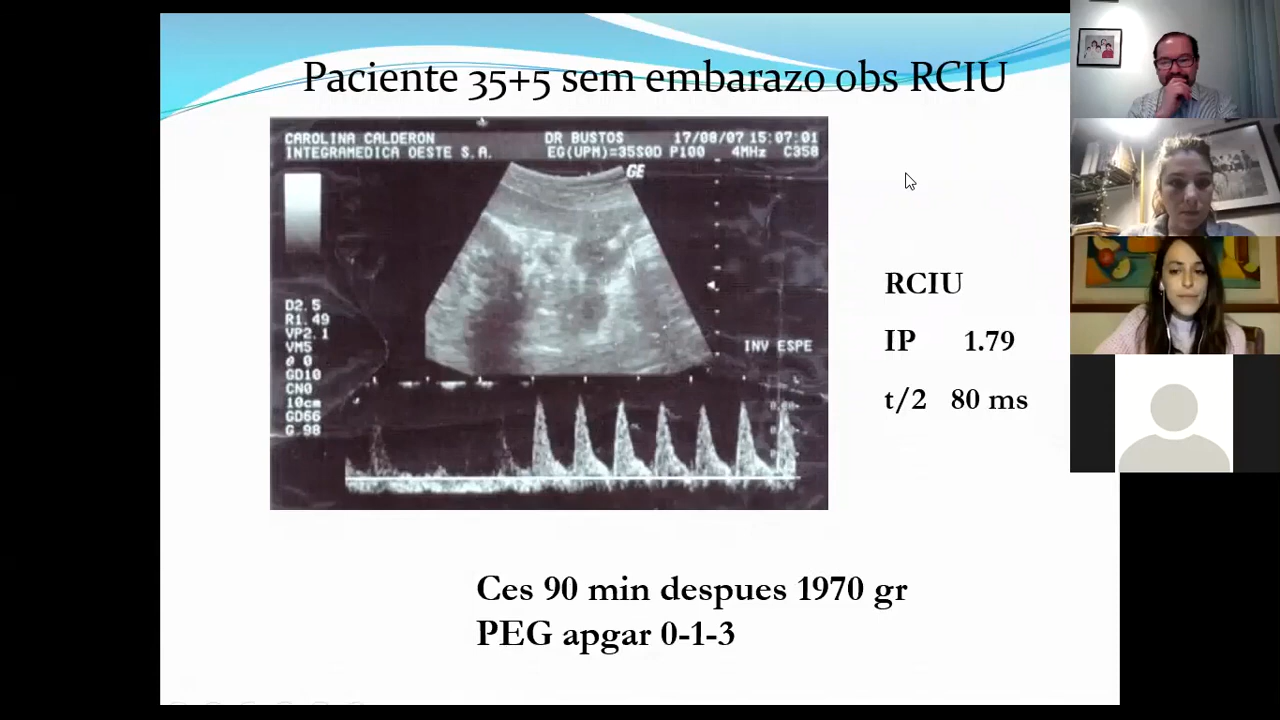 Paciente 35+5 sem embarazo obs RCIU
CAROLINA CALDERON DR BUSTOS 17/08/07 15:07:01
INTEGRAMEDICA OESTE S.A. EG(UPM)=35S0D P100 4MHz C358
GE
D2.5
R1.49
VP2.1
VM5
@ 0
GD10
CN0
10cm
GD66
G.98
INV ESPE
RCIU
IP 1.79
t/2 80 ms
Ces 90 min despues 1970 gr
PEG apgar 0-1-3